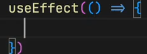 useEffect(() => {
})